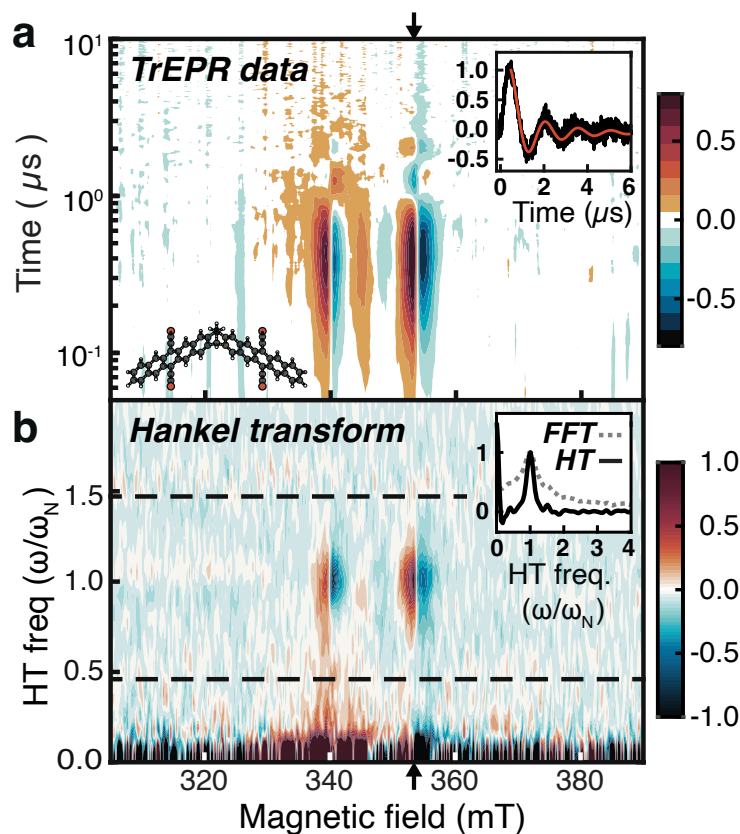 a
TrEPR data
10¹
10⁰
10⁻¹
Time ( µs)
1.0
0.5
0.0
-0.5
0 2 4 6
Time (µs)
0.5
0.0
-0.5
b
Hankel transform
1.5
1.0
0.5
0.0
HT freq (ω/ω_N)
FFT
HT
1
0
0 1 2 3 4
HT freq.
(ω/ω_N)
1.0
0.5
0.0
-0.5
-1.0
320 340 360 380
Magnetic field (mT)